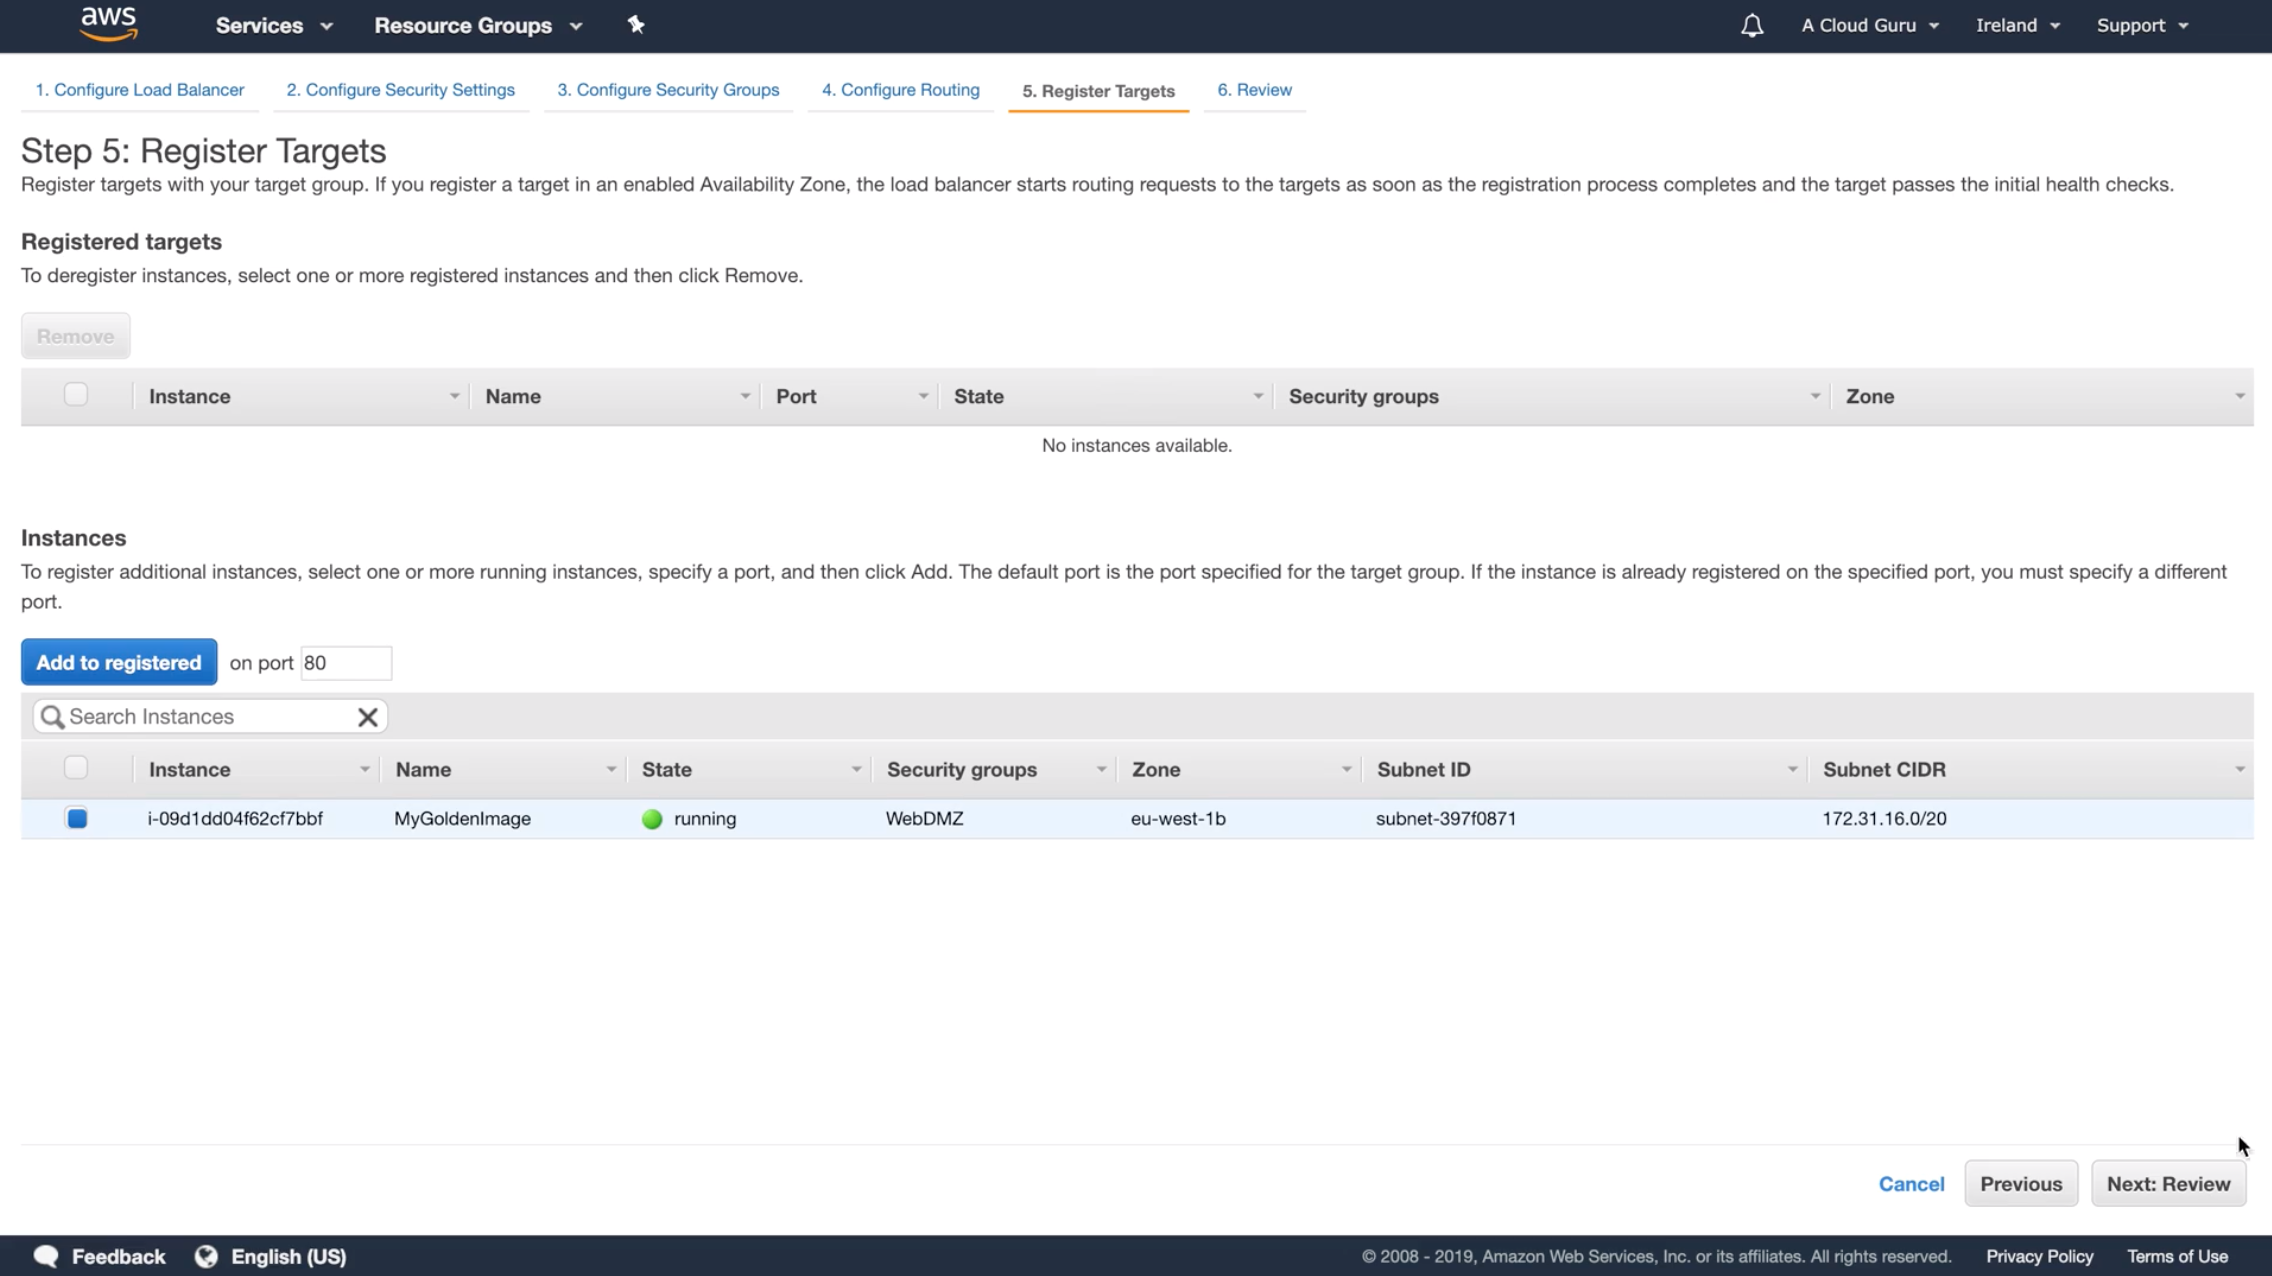 aws Services Resource Groups A Cloud Guru Ireland Support
1. Configure Load Balancer 2. Configure Security Settings 3. Configure Security Groups 4. Configure Routing 5. Register Targets 6. Review
Step 5: Register Targets
Register targets with your target group. If you register a target in an enabled Availability Zone, the load balancer starts routing requests to the targets as soon as the registration process completes and the target passes the initial health checks.
Registered targets
To deregister instances, select one or more registered instances and then click Remove.
Remove
Instance Name Port State Security groups Zone
No instances available.
Instances
To register additional instances, select one or more running instances, specify a port, and then click Add. The default port is the port specified for the target group. If the instance is already registered on the specified port, you must specify a different
port.
Add to registered on port 80
Search Instances
Instance Name State Security groups Zone Subnet ID Subnet CIDR
i-09d1dd04f62cf7bbf MyGoldenImage running WebDMZ eu-west-1b subnet-397f0871 172.31.16.0/20
Cancel Previous Next: Review
Feedback English (US) © 2008 - 2019, Amazon Web Services, Inc. or its affiliates. All rights reserved. Privacy Policy Terms of Use